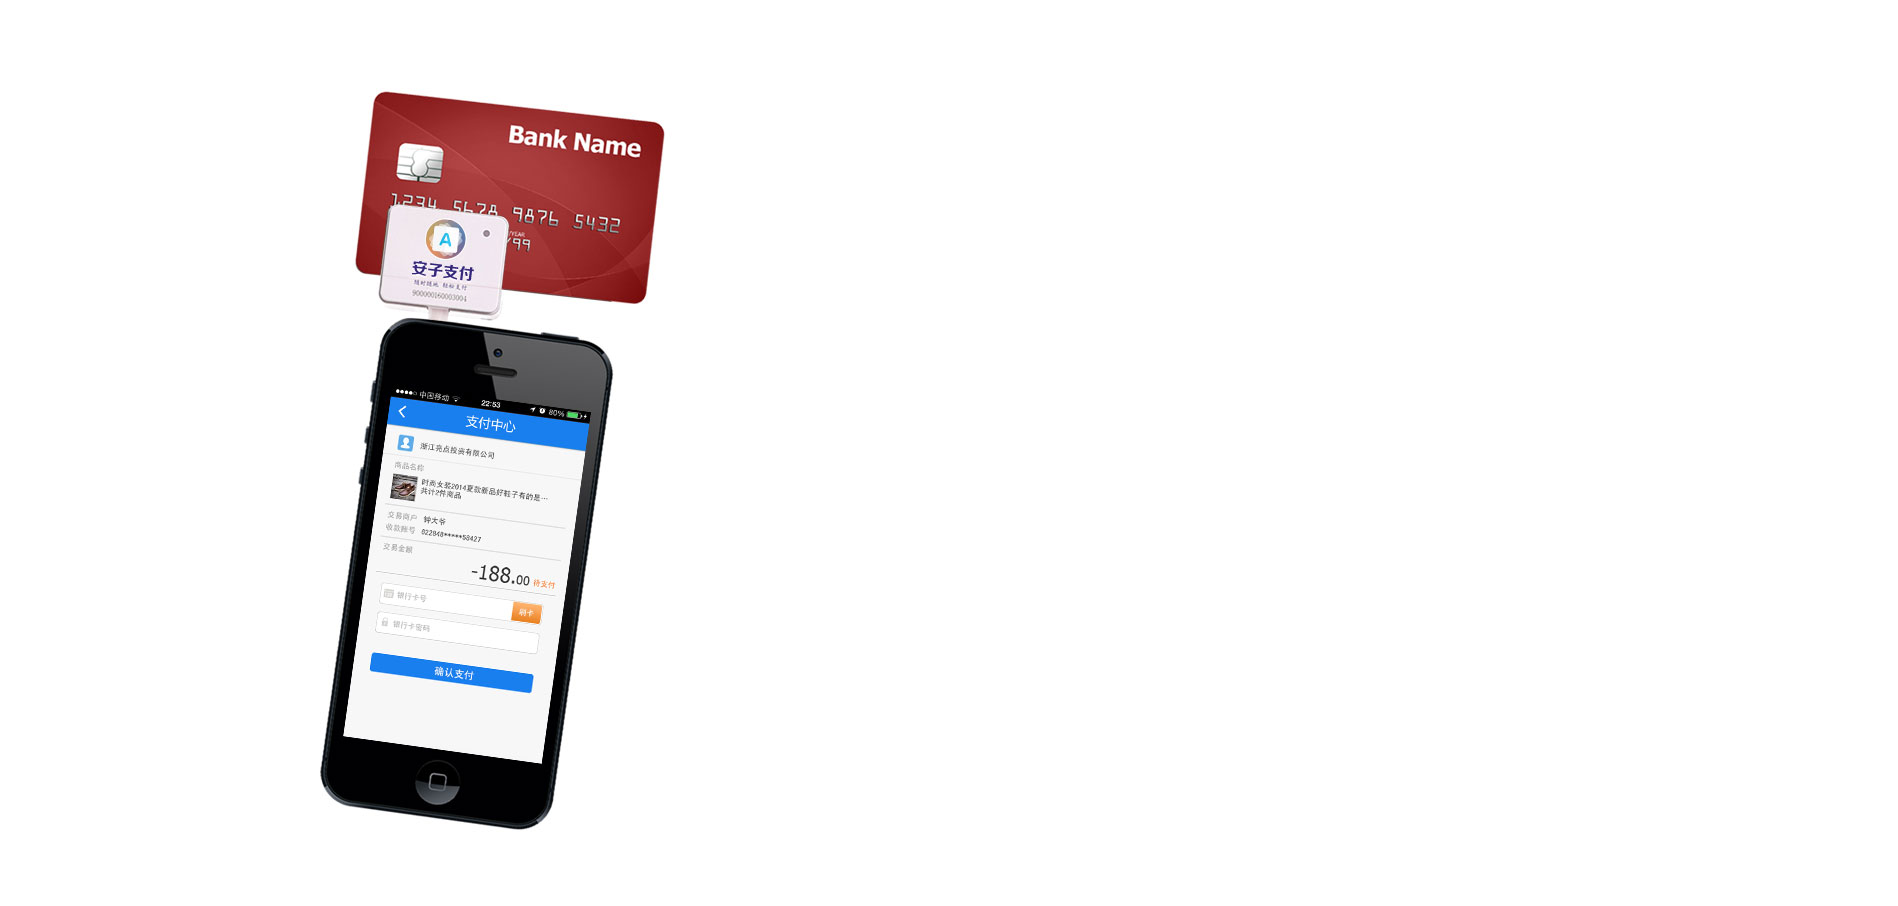 Bank Name
1234 5678 9876 5432
/YEAR
/99
安子支付
随时随地 轻松支付
900000160003004
中国移动 22:53 80%
支付中心
浙江亮点投资有限公司
商品名称
时尚女装2014夏款新品好鞋子有的是…
共计2件商品
交易商户 钟大爷
收款账号 622848*****58427
交易金额
-188.00 待支付
银行卡号 刷卡
银行卡密码
确认支付